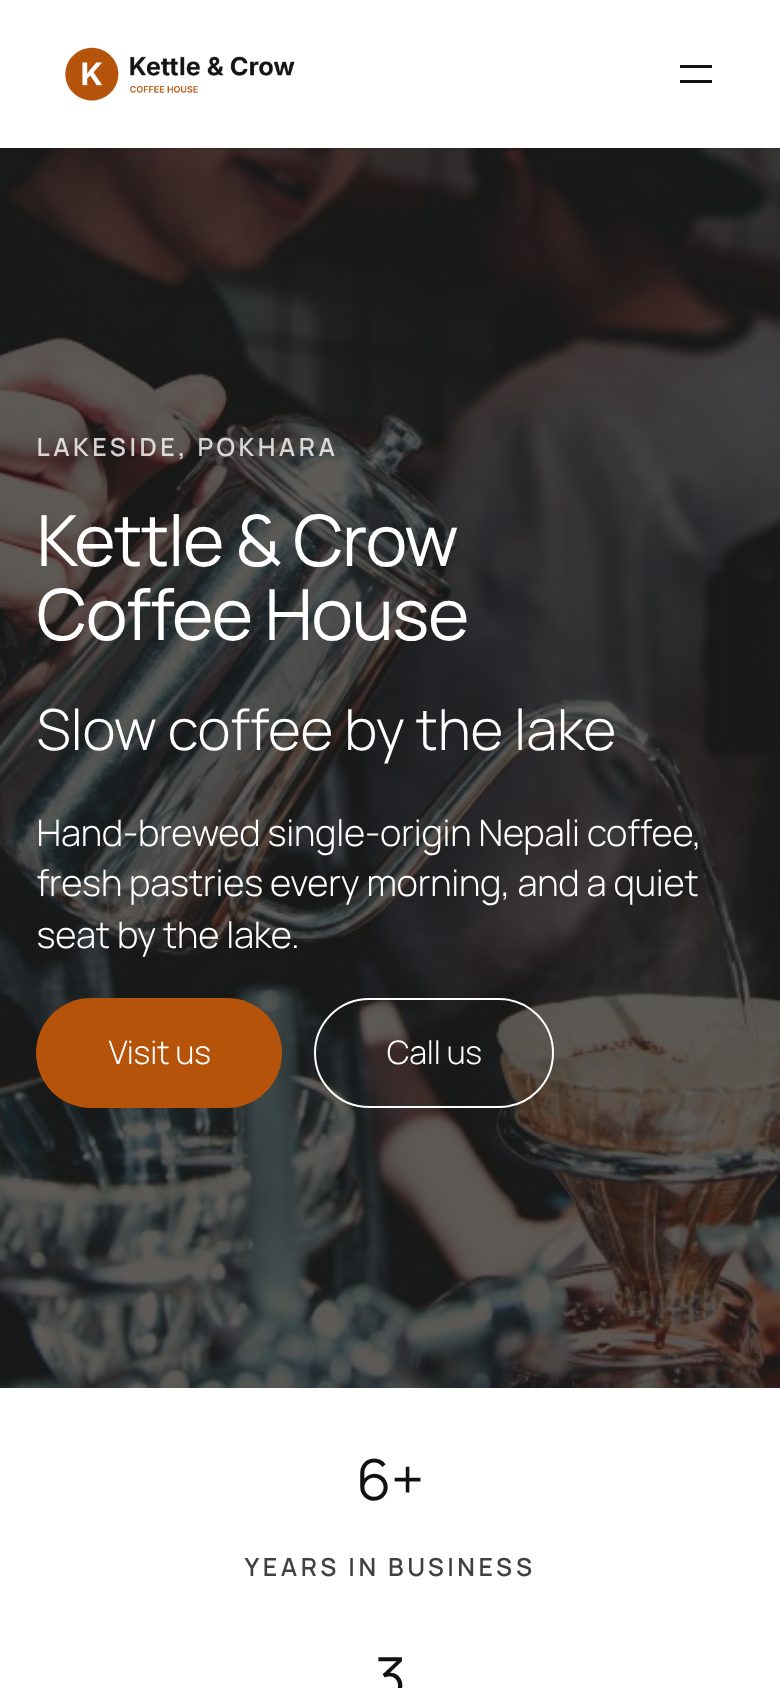 K
Kettle & Crow
COFFEE HOUSE
LAKESIDE, POKHARA
Kettle & Crow
Coffee House
Slow coffee by the lake
Hand-brewed single-origin Nepali coffee,
fresh pastries every morning, and a quiet
seat by the lake.
Visit us
Call us
6+
YEARS IN BUSINESS
3